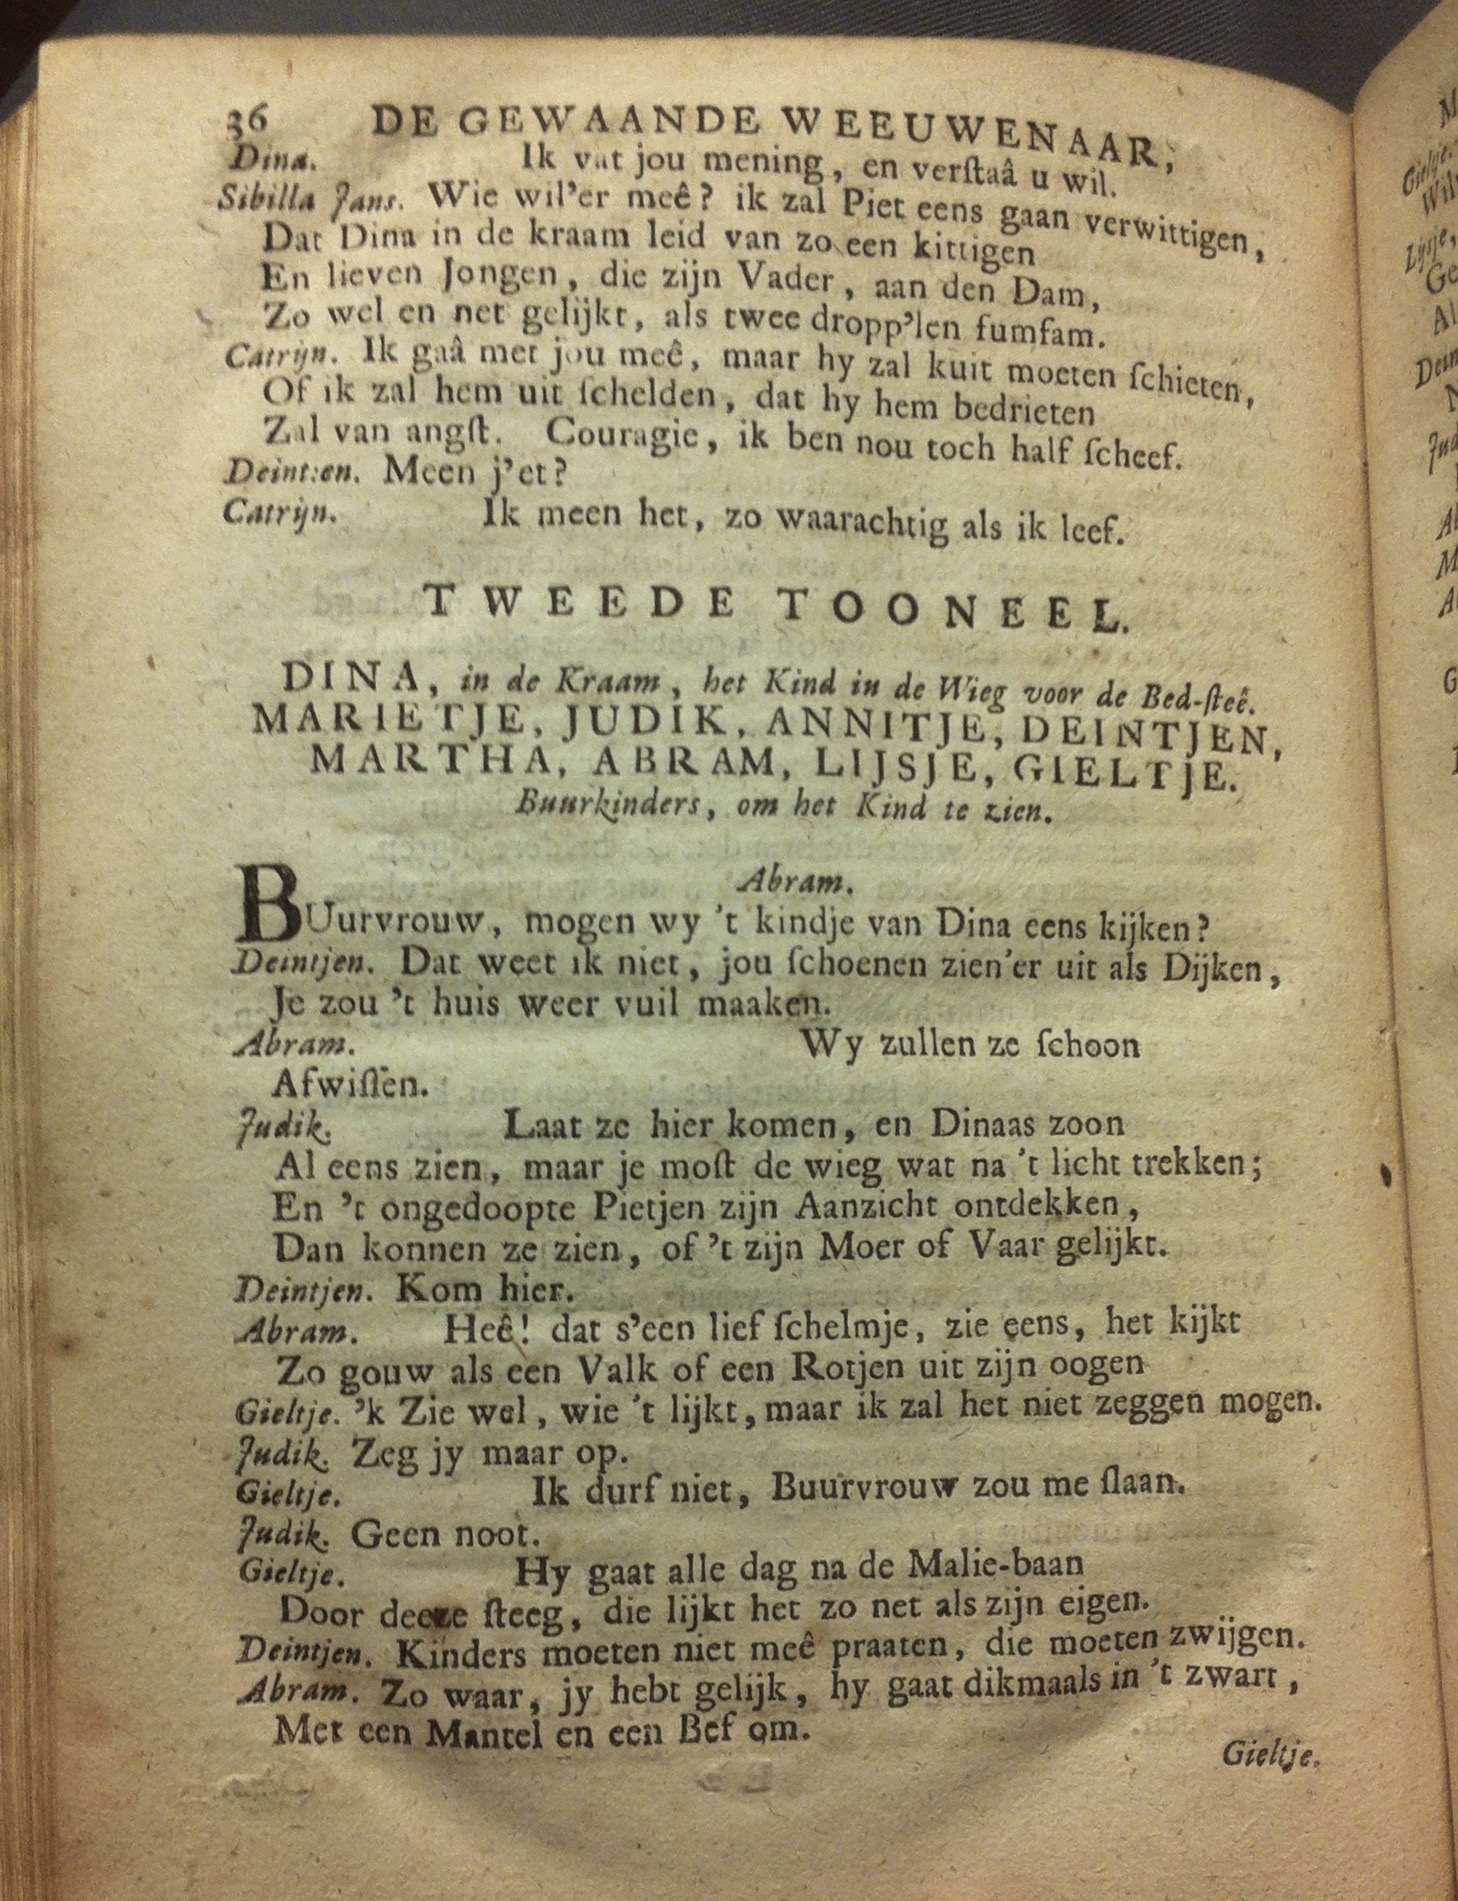 36 DE GEWAANDE WEEUWENAAR,
Dina. Ik vat jou mening, en verſtaâ u wil.
Sibilla Jans. Wie wil’er meê? ik zal Piet eens gaan verwittigen,
Dat Dina in de kraam leid van zo een kittigen
En lieven Jongen, die zijn Vader, aan den Dam,
Zo wel en net gelijkt, als twee dropp’len fumfam.
Catrijn. Ik gaâ met jou meê, maar hy zal kuit moeten ſchieten,
Of ik zal hem uit ſchelden, dat hy hem bedrieten
Zal van angſt. Couragie, ik ben nou toch half ſcheef.
Deintjen. Meen j’et?
Catrijn. Ik meen het, zo waarachtig als ik leef.
TWEEDE TOONEEL.
DINA, in de Kraam, het Kind in de Wieg voor de Bed-ſteê.
MARIETJE, JUDIK, ANNITJE, DEINTJEN,
MARTHA, ABRAM, LIJSJE, GIELTJE.
Buurkinders, om het Kind te zien.
Abram.
BUurvrouw, mogen wy ’t kindje van Dina eens kijken?
Deintjen. Dat weet ik niet, jou ſchoenen zien’er uit als Dijken,
Je zou ’t huis weer vuil maaken.
Abram. Wy zullen ze ſchoon
Afwiſſen.
Judik. Laat ze hier komen, en Dinaas zoon
Al eens zien, maar je moſt de wieg wat na ’t licht trekken;
En ’t ongedoopte Pietjen zijn Aanzicht ontdekken,
Dan konnen ze zien, of ’t zijn Moer of Vaar gelijkt.
Deintjen. Kom hier.
Abram. Heê! dat s’een lief ſchelmje, zie eens, het kijkt
Zo gouw als een Valk of een Rotjen uit zijn oogen
Gieltje. ’k Zie wel, wie ’t lijkt, maar ik zal het niet zeggen mogen.
Judik. Zeg jy maar op.
Gieltje. Ik durf niet, Buurvrouw zou me ſlaan.
Judik. Geen noot.
Gieltje. Hy gaat alle dag na de Malie-baan
Door deeze ſteeg, die lijkt het zo net als zijn eigen.
Deintjen. Kinders moeten niet meê praaten, die moeten zwijgen.
Abram. Zo waar, jy hebt gelijk, hy gaat dikmaals in ’t zwart,
Met een Mantel en een Bef om.
Gieltje.